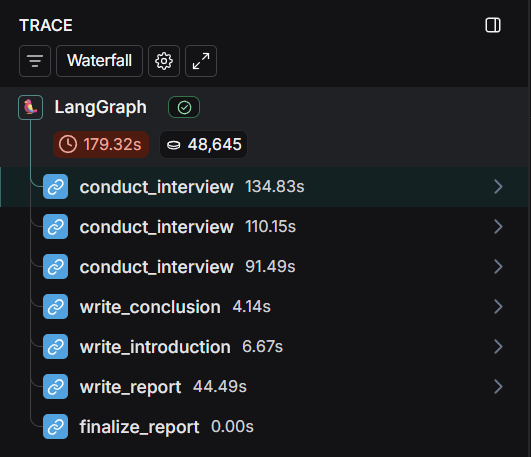 TRACE
Waterfall
LangGraph
179.32s 48,645
conduct_interview 134.83s
conduct_interview 110.15s
conduct_interview 91.49s
write_conclusion 4.14s
write_introduction 6.67s
write_report 44.49s
finalize_report 0.00s